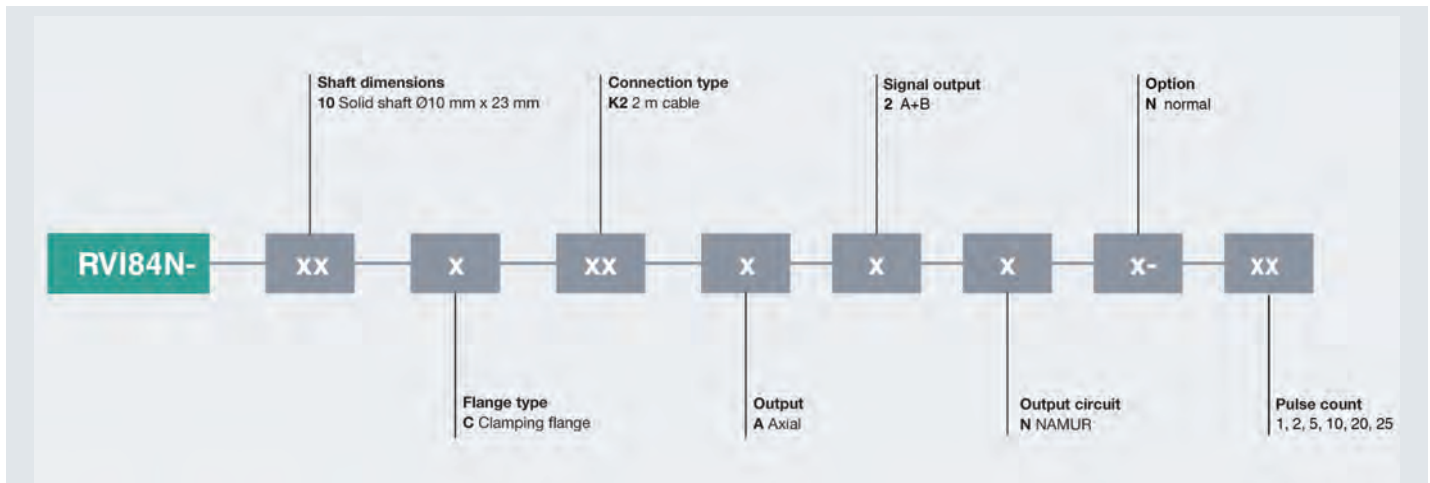 Shaft dimensions
10 Solid shaft Ø10 mm x 23 mm
Connection type
K2 2 m cable
Signal output
2 A+B
Option
N normal
RVI84N-
xx
x
xx
x
x
x
x-
xx
Flange type
C Clamping flange
Output
A Axial
Output circuit
N NAMUR
Pulse count
1, 2, 5, 10, 20, 25